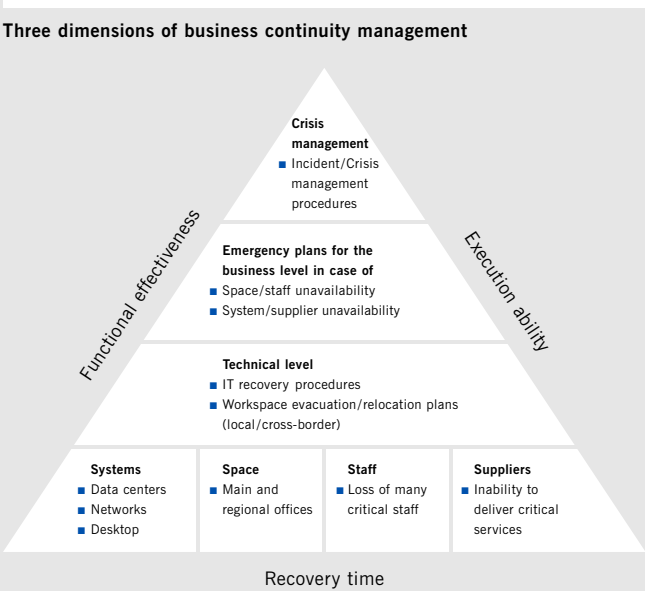 Three dimensions of business continuity management
Crisis
management
Incident/Crisis
management
procedures
Functional effectiveness
Execution ability
Emergency plans for the
business level in case of
Space/staff unavailability
System/supplier unavailability
Technical level
IT recovery procedures
Workspace evacuation/relocation plans
(local/cross-border)
Systems
Data centers
Networks
Desktop
Space
Main and
regional offices
Staff
Loss of many
critical staff
Suppliers
Inability to
deliver critical
services
Recovery time